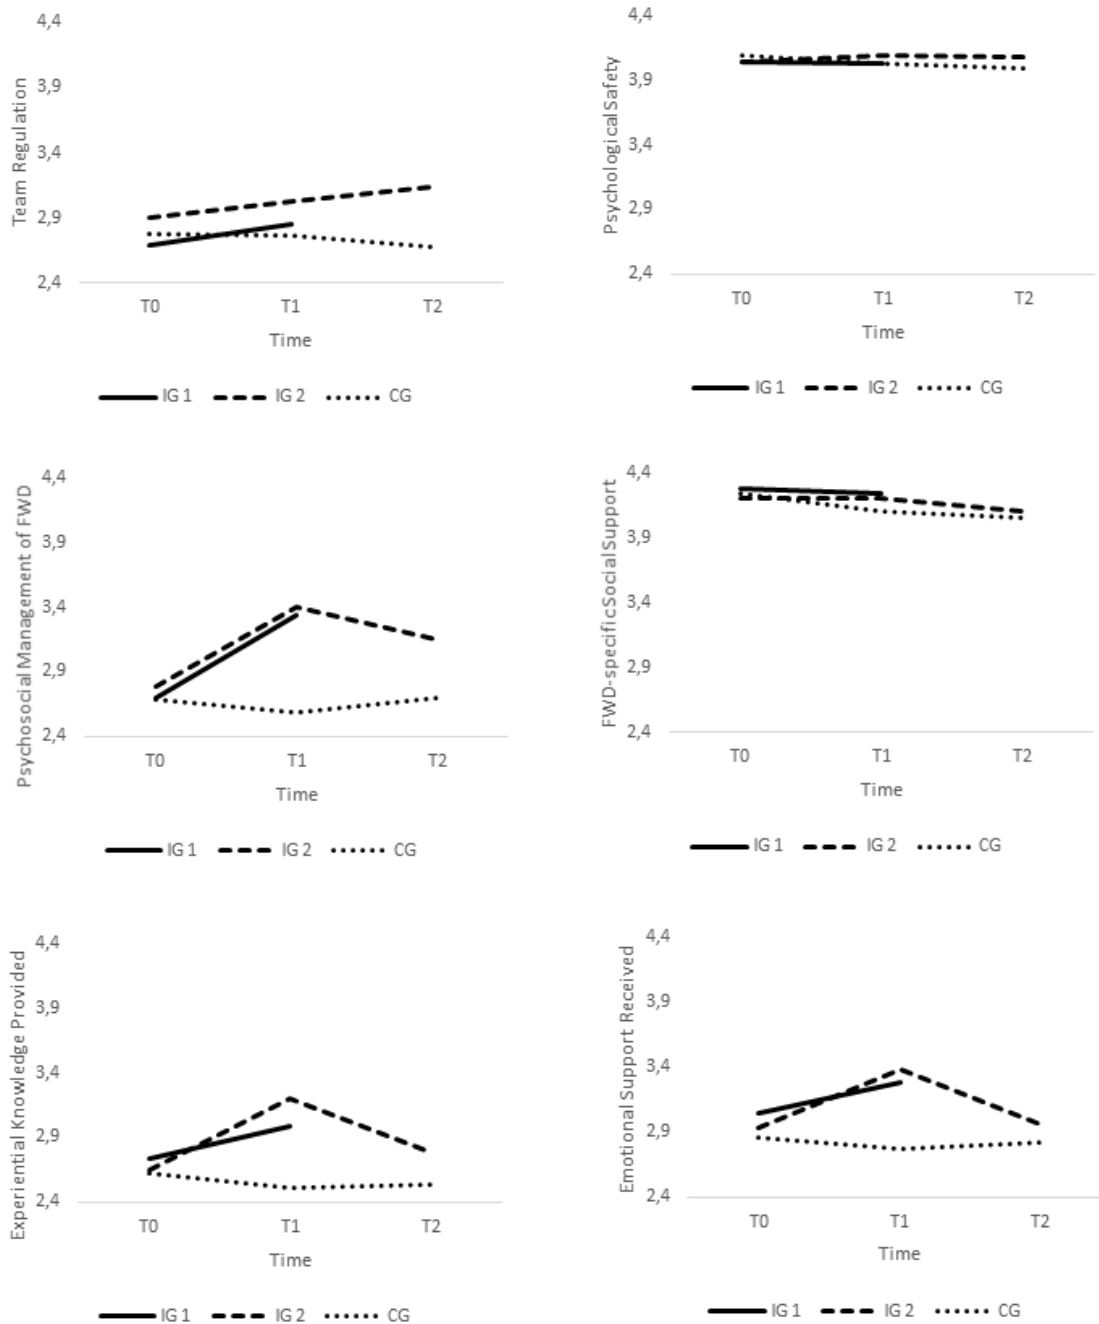 4,4
3,9
3,4
2,9
2,4
Team Regulation
T0 T1 T2
Time
IG 1 IG 2 CG
4,4
3,9
3,4
2,9
2,4
Psychological Safety
T0 T1 T2
Time
IG 1 IG 2 CG
4,4
3,9
3,4
2,9
2,4
Psychosocial Management of FWD
T0 T1 T2
Time
IG 1 IG 2 CG
4,4
3,9
3,4
2,9
2,4
FWD-specific Social Support
T0 T1 T2
Time
IG 1 IG 2 CG
4,4
3,9
3,4
2,9
2,4
Experiential Knowledge Provided
T0 T1 T2
Time
IG 1 IG 2 CG
4,4
3,9
3,4
2,9
2,4
Emotional Support Received
T0 T1 T2
Time
IG 1 IG 2 CG